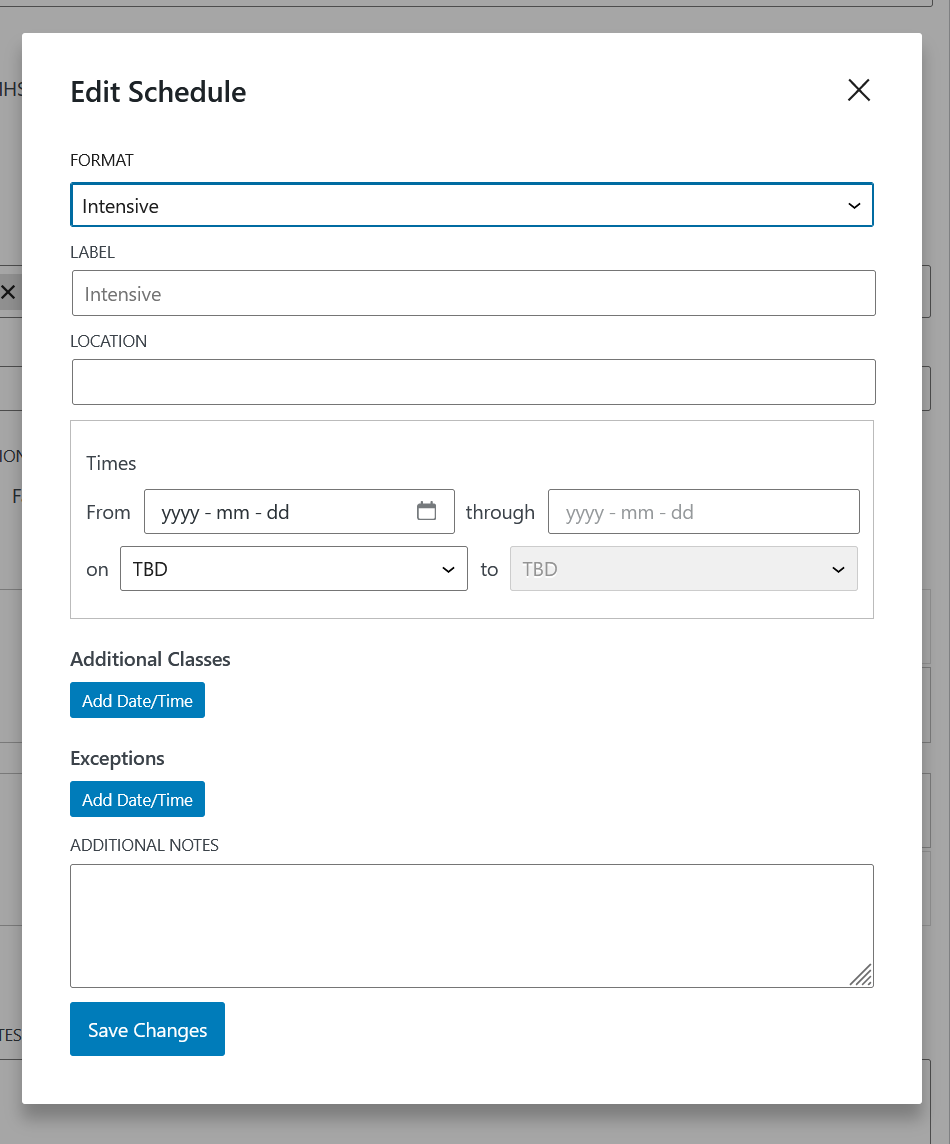 Edit Schedule
FORMAT
Intensive
LABEL
Intensive
LOCATION
Times
From yyyy - mm - dd through yyyy - mm - dd
on TBD to TBD
Additional Classes
Add Date/Time
Exceptions
Add Date/Time
ADDITIONAL NOTES
Save Changes